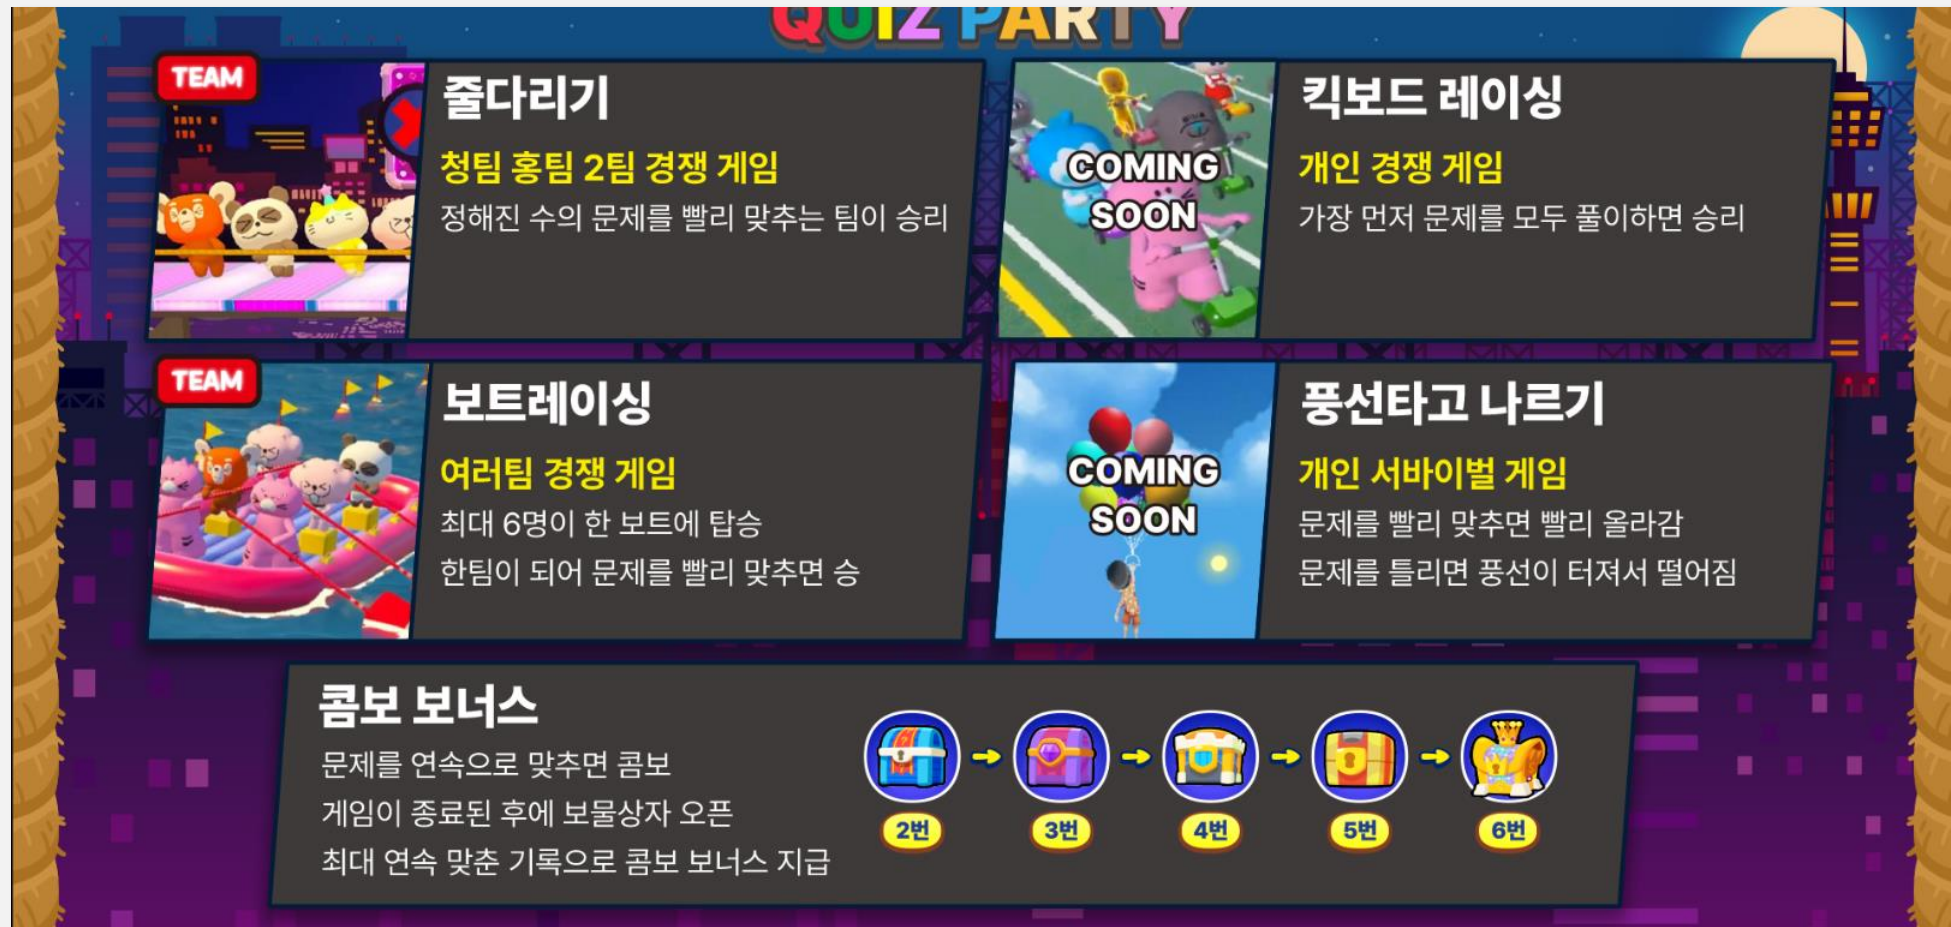 QUIZ PARTY
TEAM
줄다리기
청팀 홍팀 2팀 경쟁 게임
정해진 수의 문제를 빨리 맞추는 팀이 승리
COMING
SOON
킥보드 레이싱
개인 경쟁 게임
가장 먼저 문제를 모두 풀이하면 승리
TEAM
보트레이싱
여러팀 경쟁 게임
최대 6명이 한 보트에 탑승
한팀이 되어 문제를 빨리 맞추면 승
COMING
SOON
풍선타고 나르기
개인 서바이벌 게임
문제를 빨리 맞추면 빨리 올라감
문제를 틀리면 풍선이 터져서 떨어짐
콤보 보너스
문제를 연속으로 맞추면 콤보
게임이 종료된 후에 보물상자 오픈
최대 연속 맞춘 기록으로 콤보 보너스 지급
2번
3번
4번
5번
6번